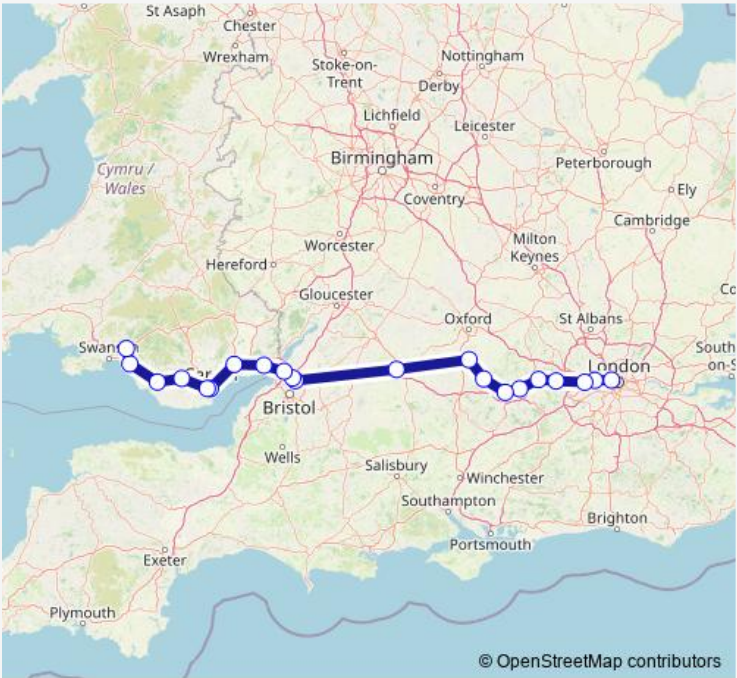 St Asaph
Chester
Wrexham
Stoke-on-
Trent
Nottingham
Derby
Lichfield
Leicester
Birmingham
Peterborough
Cymru /
Wales
Coventry
Ely
Cambridge
Worcester
Milton
Keynes
Hereford
Gloucester
Oxford
St Albans
London
Bristol
Wells
Salisbury
Winchester
Southampton
Portsmouth
Brighton
Exeter
Plymouth
© OpenStreetMap contributors